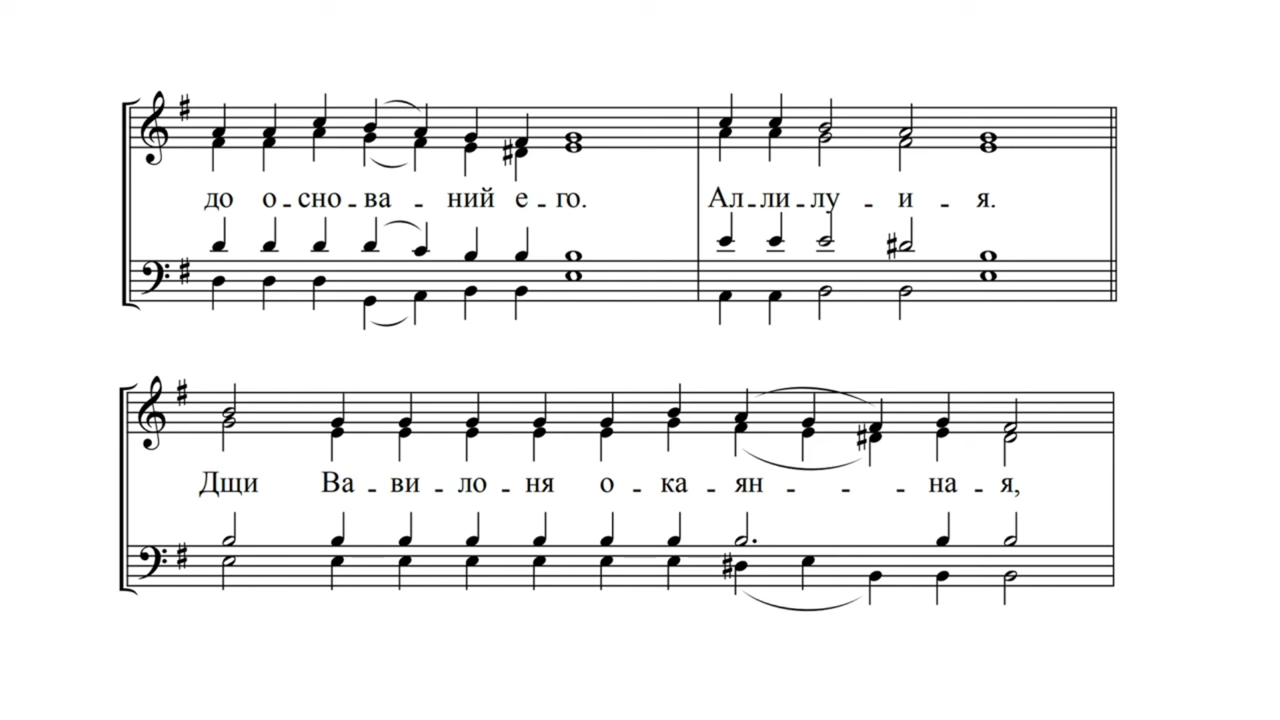 до о - сно - ва - ний е - го. Ал - ли - лу - и - я.
Дщи Ва - ви - ло - ня о - ка - ян - - - на - я,